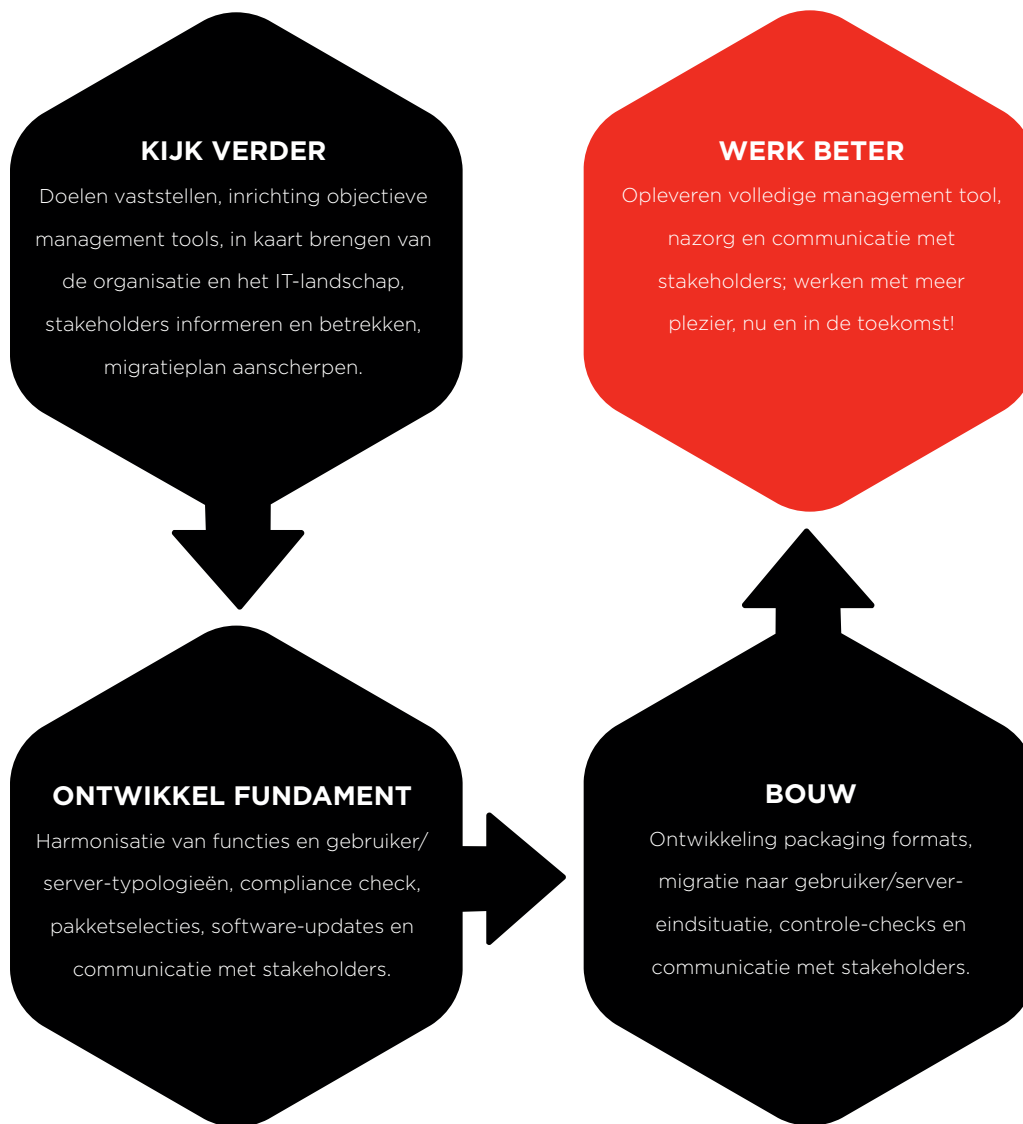 KIJK VERDER
Doelen vaststellen, inrichting objectieve
management tools, in kaart brengen van
de organisatie en het IT-landschap,
stakeholders informeren en betrekken,
migratieplan aanscherpen.
ONTWIKKEL FUNDAMENT
Harmonisatie van functies en gebruiker/
server-typologieën, compliance check,
pakketselecties, software-updates en
communicatie met stakeholders.
BOUW
Ontwikkeling packaging formats,
migratie naar gebruiker/server-
eindsituatie, controle-checks en
communicatie met stakeholders.
WERK BETER
Opleveren volledige management tool,
nazorg en communicatie met
stakeholders; werken met meer
plezier, nu en in de toekomst!